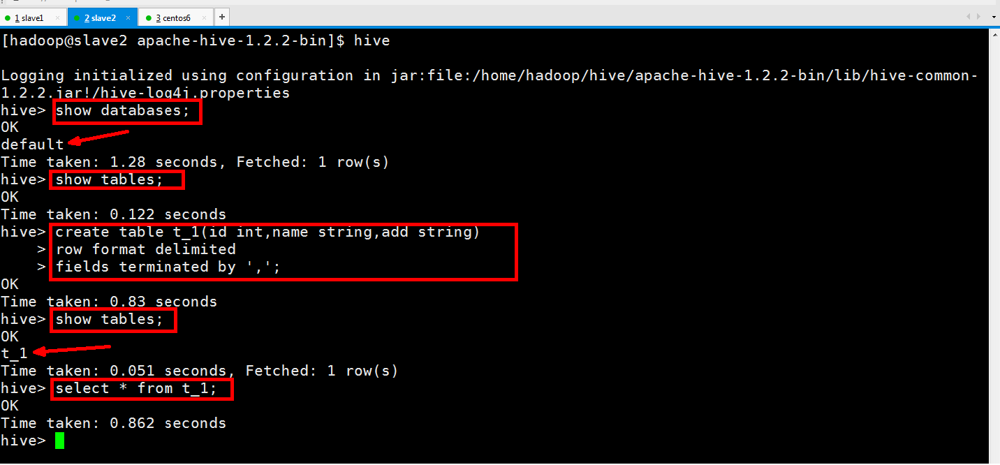 1 slave1 × 2 slave2 × 3 centos6 × +
[hadoop@slave2 apache-hive-1.2.2-bin]$ hive
Logging initialized using configuration in jar:file:/home/hadoop/hive/apache-hive-1.2.2-bin/lib/hive-common-
1.2.2.jar!/hive-log4j.properties
hive> show databases;
OK
default
Time taken: 1.28 seconds, Fetched: 1 row(s)
hive> show tables;
OK
Time taken: 0.122 seconds
hive> create table t_1(id int,name string,add string)
    > row format delimited
    > fields terminated by ',';
OK
Time taken: 0.83 seconds
hive> show tables;
OK
t_1
Time taken: 0.051 seconds, Fetched: 1 row(s)
hive> select * from t_1;
OK
Time taken: 0.862 seconds
hive>